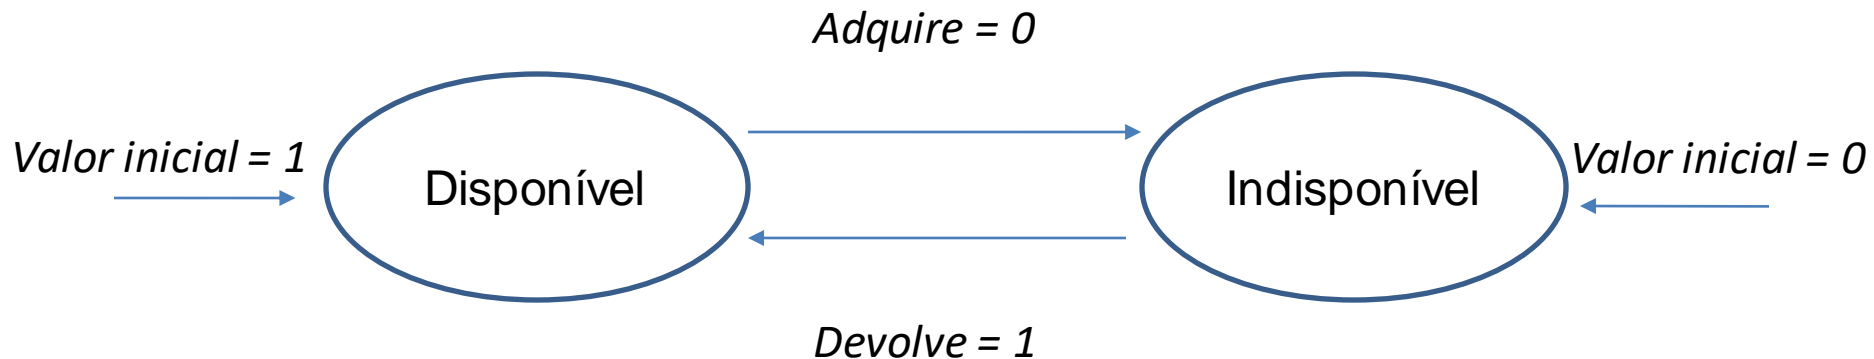 Adquire = 0
Valor inicial = 1
Disponível
Indisponível
Valor inicial = 0
Devolve = 1